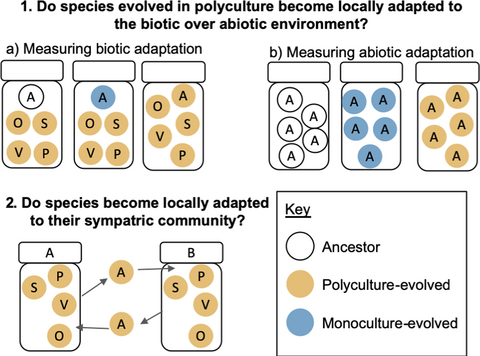 1. Do species evolved in polyculture become locally adapted to
the biotic over abiotic environment?
a) Measuring biotic adaptation
b) Measuring abiotic adaptation
A
O S
V P
A
O S
V P
O A
V S
P
A
A
A
A
A
A A
A A
A
A A
A A
A
2. Do species become locally adapted
to their sympatric community?
A
S P
V
O
A
A
B
S P
V
O
Key
Ancestor
Polyculture-evolved
Monoculture-evolved